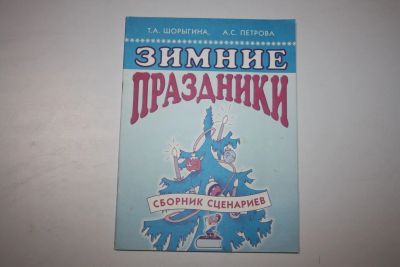 Т.А. ШОРЫГИНА, А.С. ПЕТРОВА
ЗИМНИЕ
ПРАЗДНИКИ
СБОРНИК СЦЕНАРИЕВ